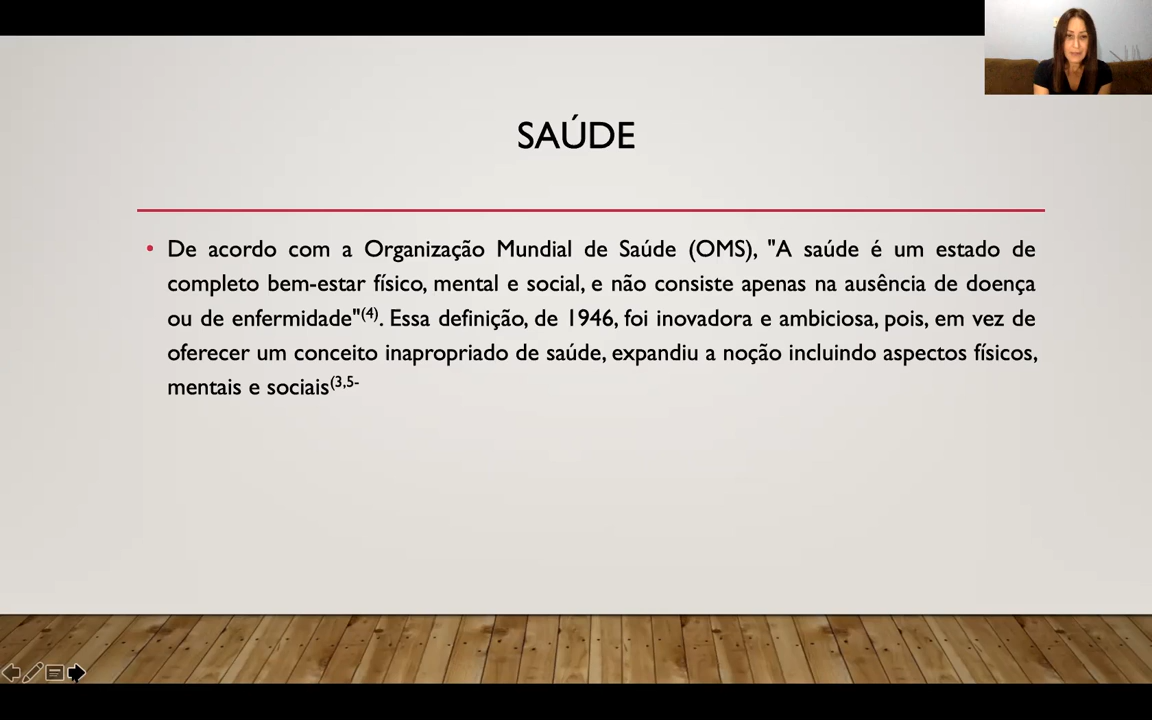 SAÚDE
• De acordo com a Organização Mundial de Saúde (OMS), "A saúde é um estado de
completo bem-estar físico, mental e social, e não consiste apenas na ausência de doença
ou de enfermidade"(4). Essa definição, de 1946, foi inovadora e ambiciosa, pois, em vez de
oferecer um conceito inapropriado de saúde, expandiu a noção incluindo aspectos físicos,
mentais e sociais(3,5-